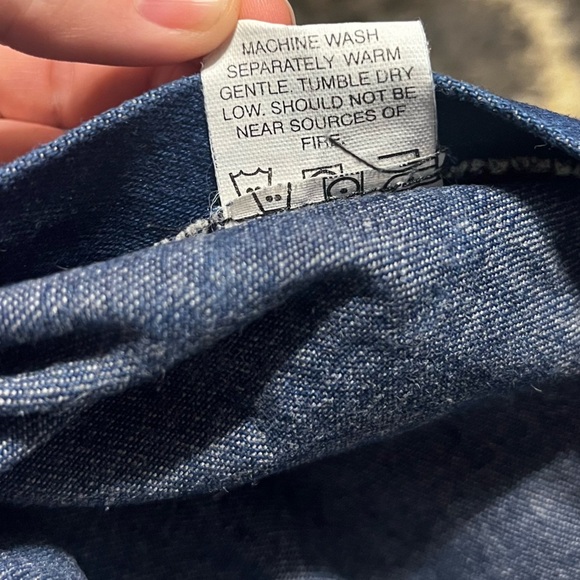 MACHINE WASH
SEPARATELY WARM
GENTLE. TUMBLE DRY
LOW. SHOULD NOT BE
NEAR SOURCES OF
FIRE